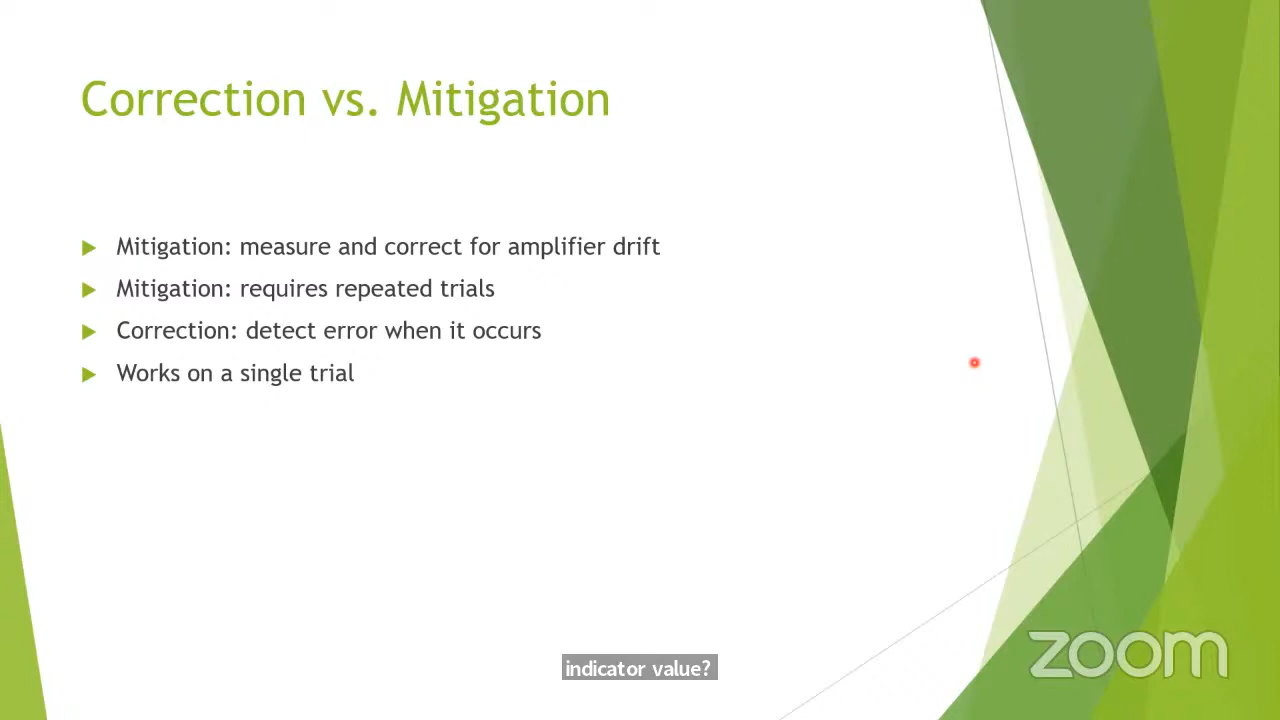 Correction vs. Mitigation
Mitigation: measure and correct for amplifier drift
Mitigation: requires repeated trials
Correction: detect error when it occurs
Works on a single trial
indicator value?
zoom